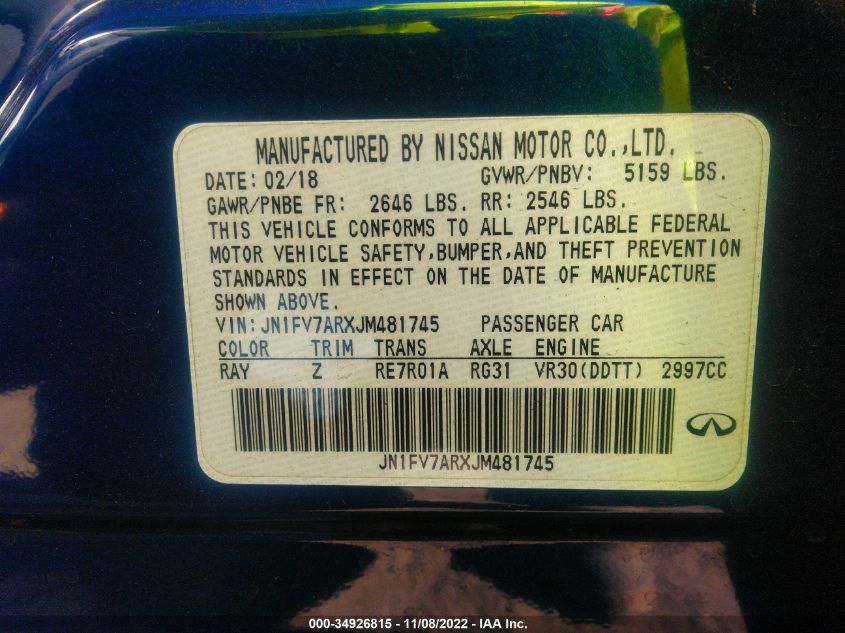 MANUFACTURED BY NISSAN MOTOR CO.,LTD.
DATE: 02/18 GVWR/PNBV: 5159 LBS.
GAWR/PNBE FR: 2646 LBS. RR: 2546 LBS.
THIS VEHICLE CONFORMS TO ALL APPLICABLE FEDERAL
MOTOR VEHICLE SAFETY,BUMPER,AND THEFT PREVENTION
STANDARDS IN EFFECT ON THE DATE OF MANUFACTURE
SHOWN ABOVE.
VIN:JN1FV7ARXJM481745 PASSENGER CAR
COLOR TRIM TRANS AXLE ENGINE
RAY Z RE7R01A RG31 VR30(DDTT) 2997CC
JN1FV7ARXJM481745
000-34926815 - 11/08/2022 - IAA Inc.